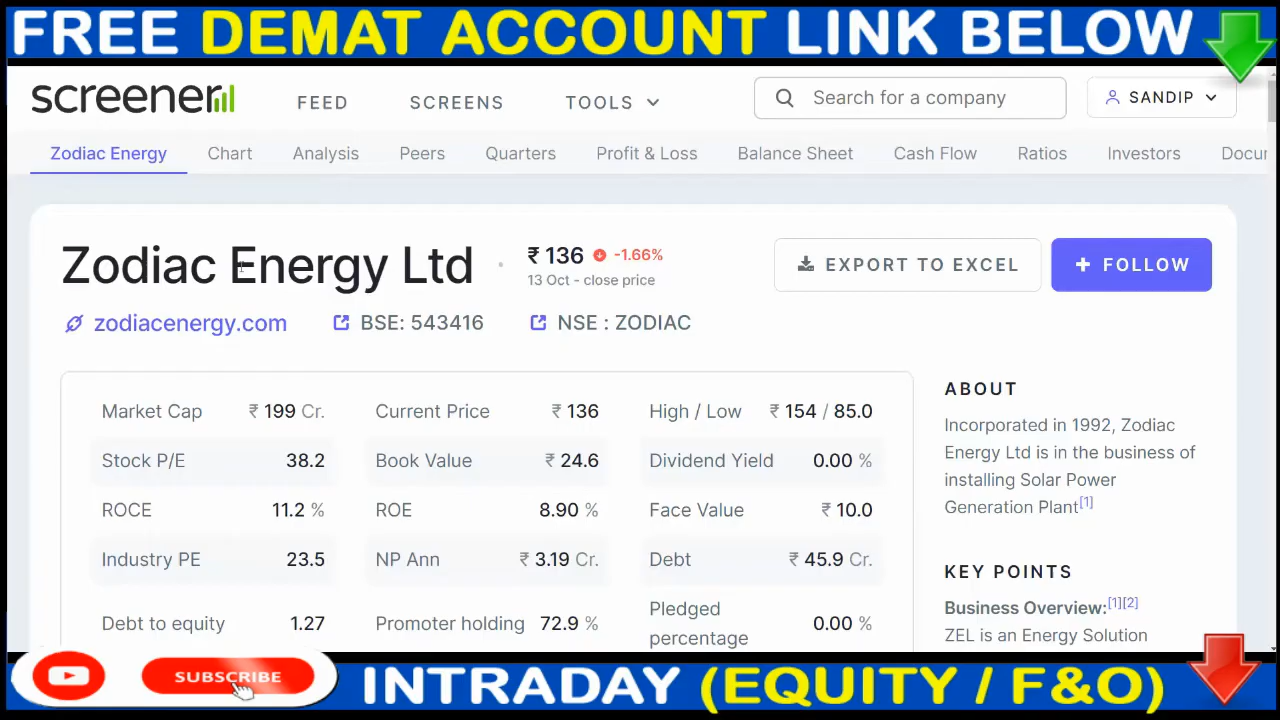 FREE DEMAT ACCOUNT LINK BELOW
screener FEED SCREENS TOOLS Search for a company SANDIP
Zodiac Energy Chart Analysis Peers Quarters Profit & Loss Balance Sheet Cash Flow Ratios Investors Docu
Zodiac Energy Ltd ₹ 136 -1.66%
13 Oct - close price
EXPORT TO EXCEL + FOLLOW
zodiacenergy.com BSE: 543416 NSE : ZODIAC
Market Cap ₹ 199 Cr. Current Price ₹ 136 High / Low ₹ 154 / 85.0
Stock P/E 38.2 Book Value ₹ 24.6 Dividend Yield 0.00 %
ROCE 11.2 % ROE 8.90 % Face Value ₹ 10.0
Industry PE 23.5 NP Ann ₹ 3.19 Cr. Debt ₹ 45.9 Cr.
Debt to equity 1.27 Promoter holding 72.9 % Pledged percentage 0.00 %
ABOUT
Incorporated in 1992, Zodiac
Energy Ltd is in the business of
installing Solar Power
Generation Plant[1]
KEY POINTS
Business Overview:[1][2]
ZEL is an Energy Solution
SUBSCRIBE
INTRADAY (EQUITY / F&O)